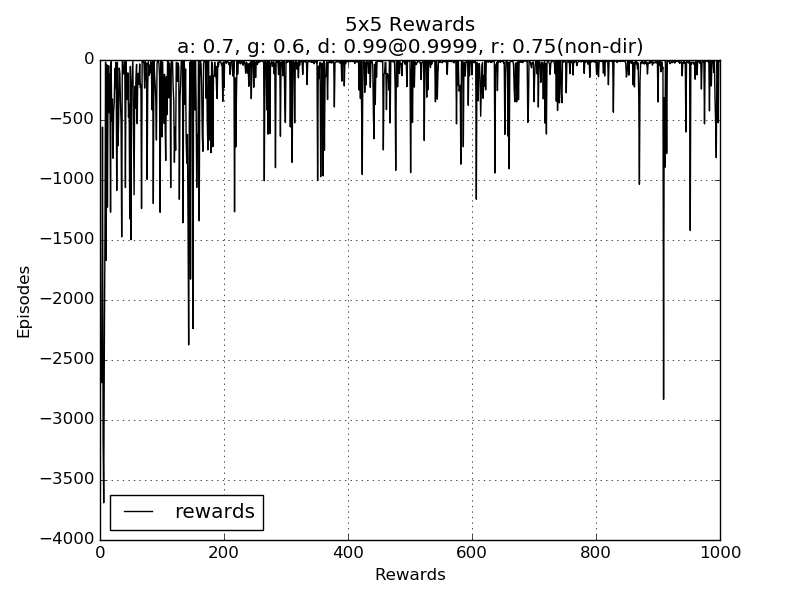 5x5 Rewards
a: 0.7, g: 0.6, d: 0.99@0.9999, r: 0.75(non-dir)
0
−500
−1000
−1500
−2000
−2500
−3000
−3500
−4000
Episodes
rewards
0 200 400 600 800 1000
Rewards